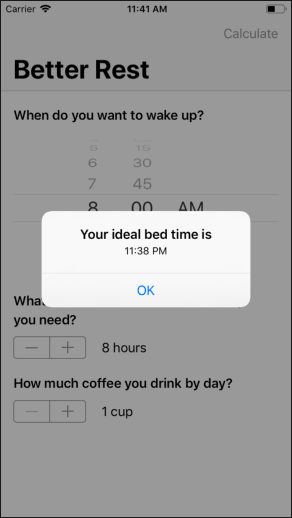 Carrier 11:41 AM
Calculate
Better Rest
When do you want to wake up?
5 15
6 30
7 45
8 00 AM
Your ideal bed time is
11:38 PM
OK
What
you need?
8 hours
How much coffee you drink by day?
1 cup